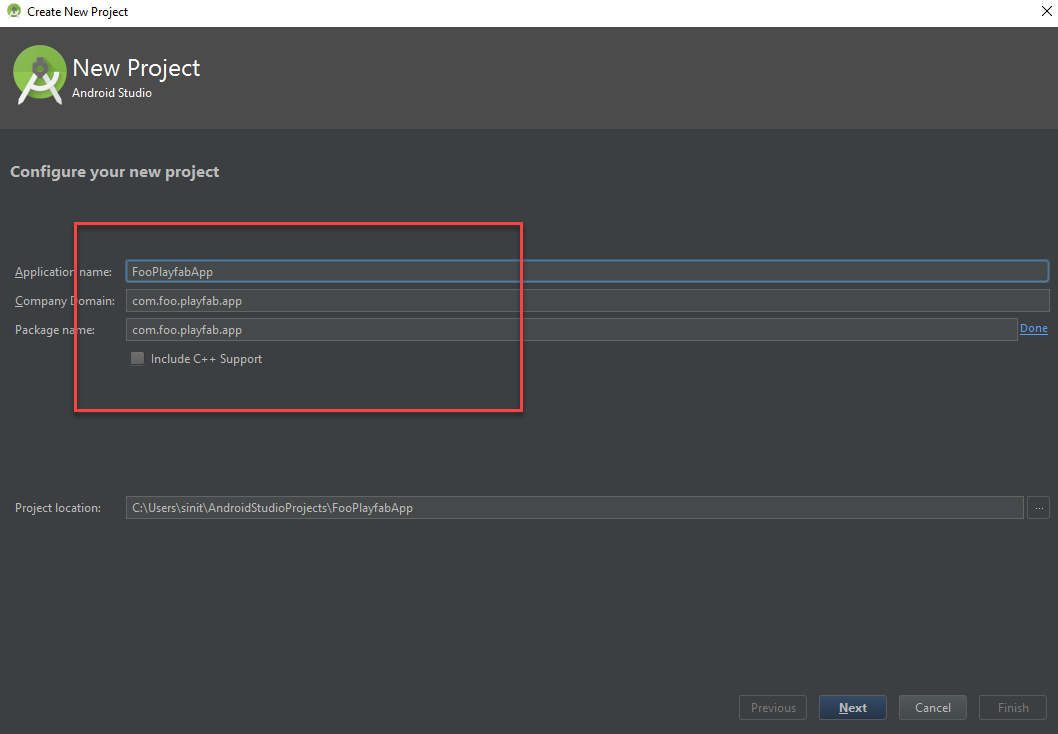 Create New Project
New Project
Android Studio
Configure your new project
Application name: FooPlayfabApp
Company Domain: com.foo.playfab.app
Package name: com.foo.playfab.app Done
Include C++ Support
Project location: C:\Users\sinit\AndroidStudioProjects\FooPlayfabApp ...
Previous Next Cancel Finish